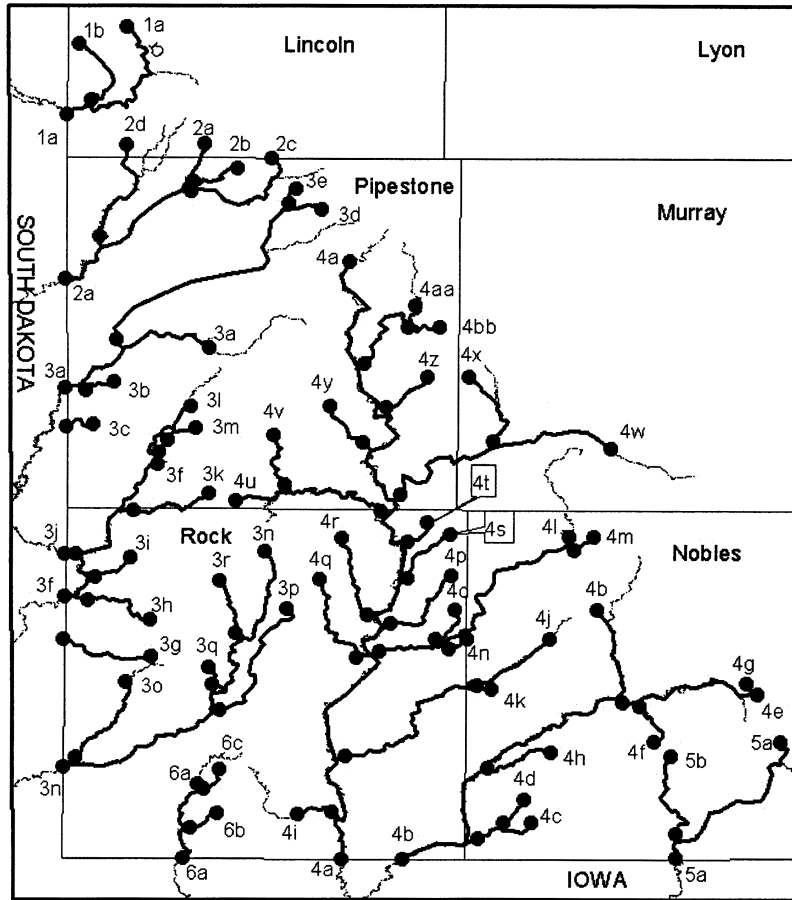 1b
1a
Lincoln
Lyon
1a
2d
2a
2b
2c
3e
Pipestone
3d
Murray
SOUTH DAKOTA
4a
2a
4aa
4bb
3a
3a
3b
4z
4x
3l
4y
3c
3m
4v
4w
3f
3k
4u
4t
4r
4s
3j
Rock
3n
4l
4m
3i
3r
4q
4p
Nobles
3f
3p
4o
4b
3h
4j
3g
3q
4n
3o
4k
4g
4e
6c
4f
5a
3n
6a
4h
5b
4d
6b
4i
4c
6a
4a
4b
5a
IOWA